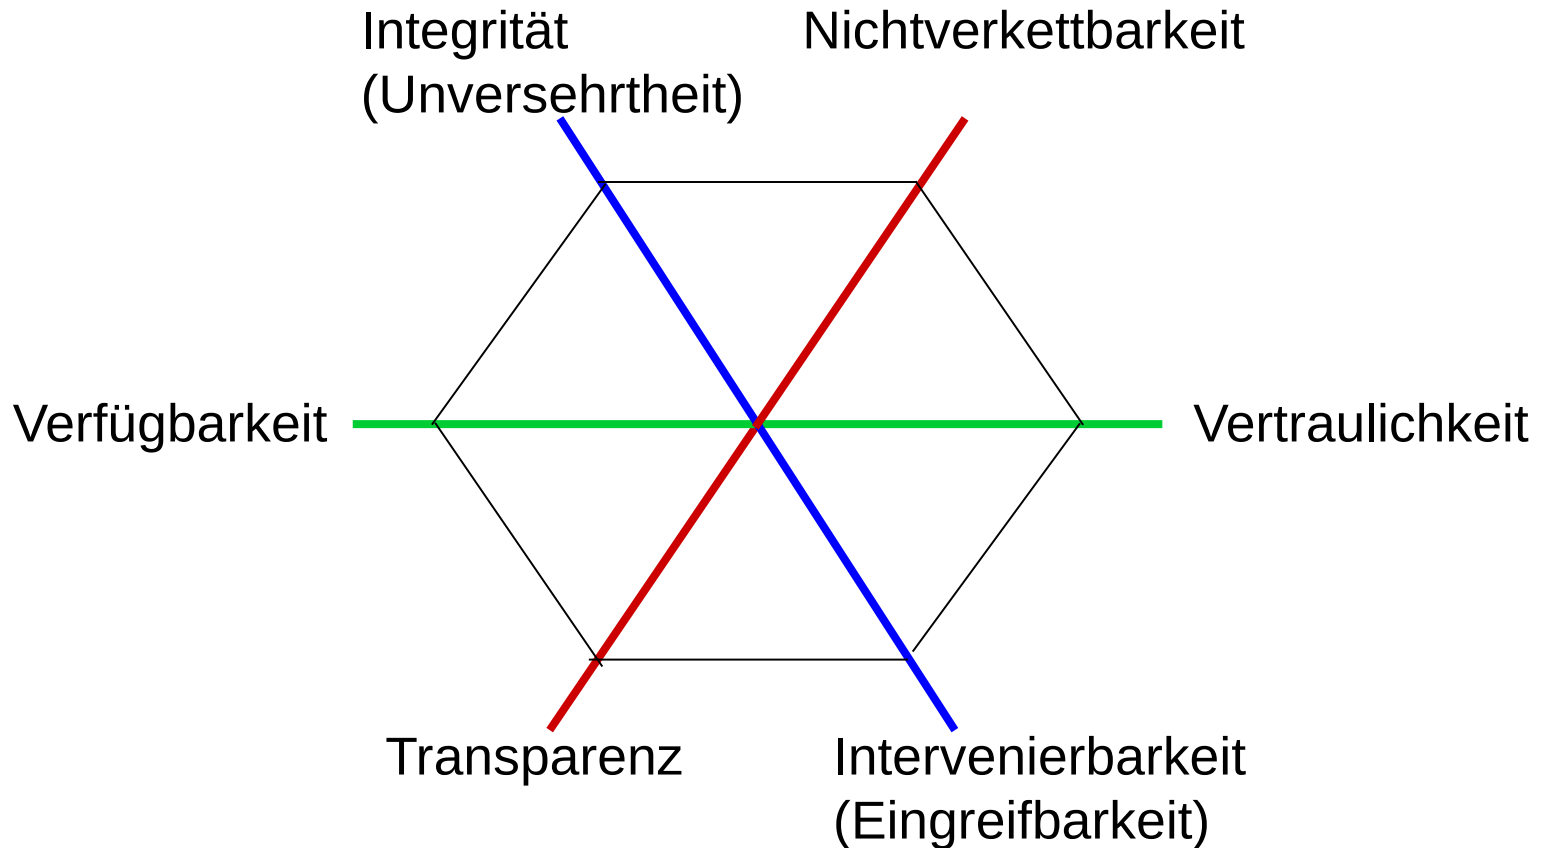 Integrität
(Unversehrtheit)
Nichtverkettbarkeit
Verfügbarkeit
Vertraulichkeit
Transparenz
Intervenierbarkeit
(Eingreifbarkeit)